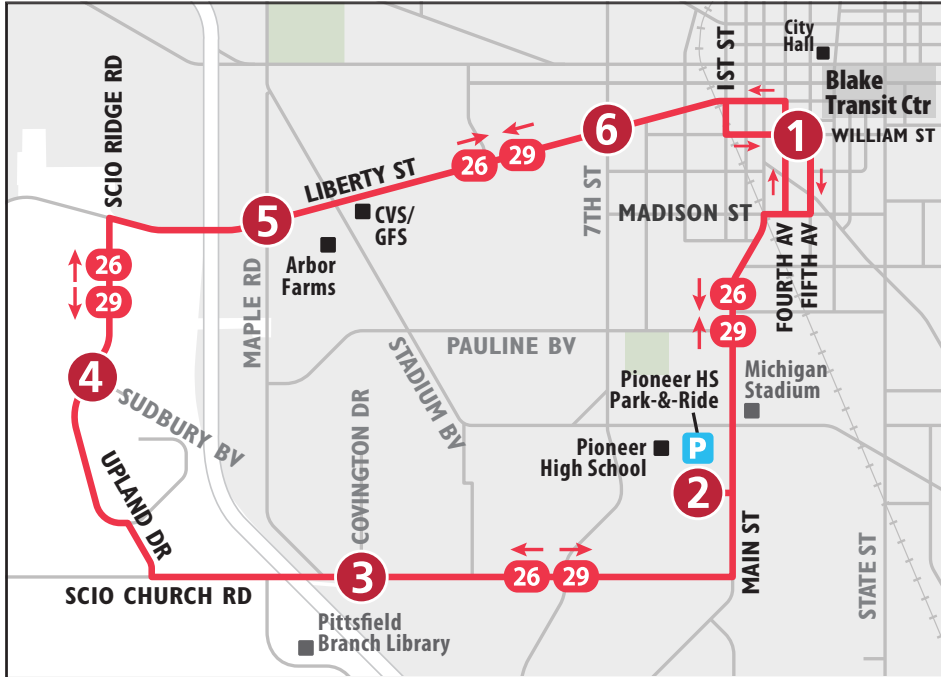 City
Hall
1ST ST
Blake
Transit Ctr
SCIO RIDGE RD
6
1
WILLIAM ST
26
29
LIBERTY ST
7TH ST
MADISON ST
5
CVS/
GFS
Arbor
Farms
FOURTH AV
FIFTH AV
26
29
26
29
MAPLE RD
PAULINE BV
STADIUM BV
4
SUDBURY BV
Pioneer HS
Park-&-Ride
Michigan
Stadium
COVINGTON DR
P
Pioneer
High School
2
UPLAND DR
MAIN ST
STATE ST
3
26
29
SCIO CHURCH RD
Pittsfield
Branch Library